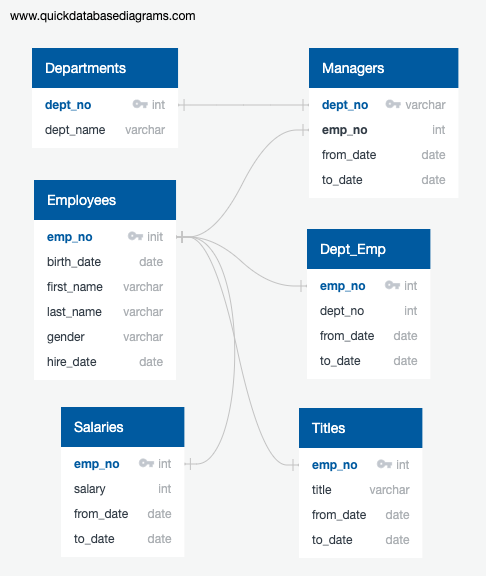 www.quickdatabasediagrams.com
Departments
dept_no int
dept_name varchar
Managers
dept_no varchar
emp_no int
from_date date
to_date date
Employees
emp_no init
birth_date date
first_name varchar
last_name varchar
gender varchar
hire_date date
Dept_Emp
emp_no int
dept_no int
from_date date
to_date date
Salaries
emp_no int
salary int
from_date date
to_date date
Titles
emp_no int
title varchar
from_date date
to_date date